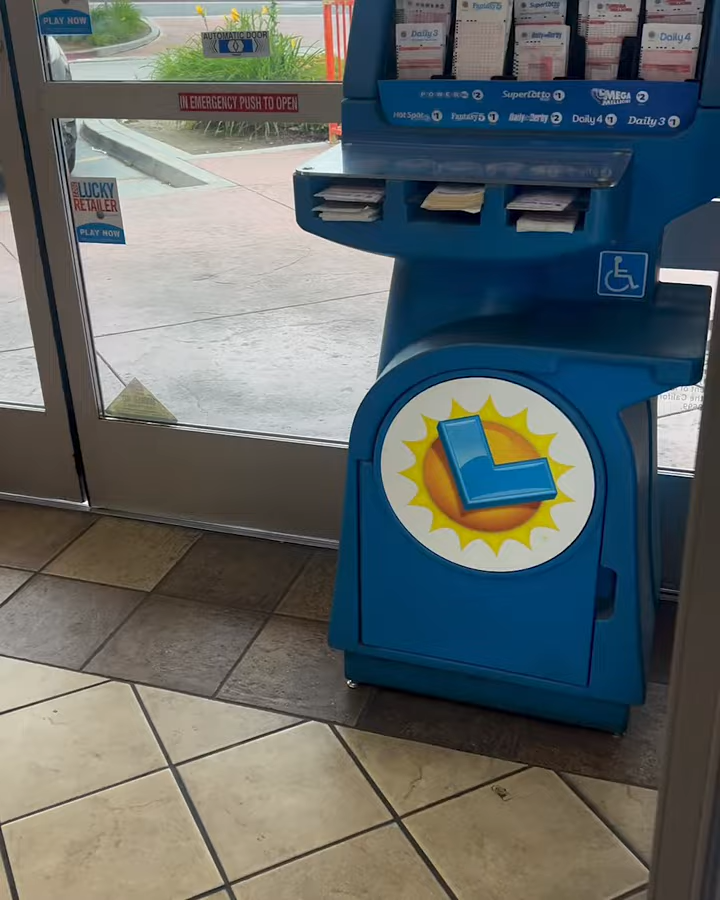 PLAY NOW
AUTOMATIC DOOR
IN EMERGENCY PUSH TO OPEN
LUCKY
RETAILER
PLAY NOW
Daily 3
Fantasy 5
SuperLotto
Daily Derby
Daily 4
POWERBALL $2 SuperLotto $1 MEGA MILLIONS $2
Hot Spot $1 Fantasy 5 $1 Daily Derby $2 Daily 4 $1 Daily 3 $1
L